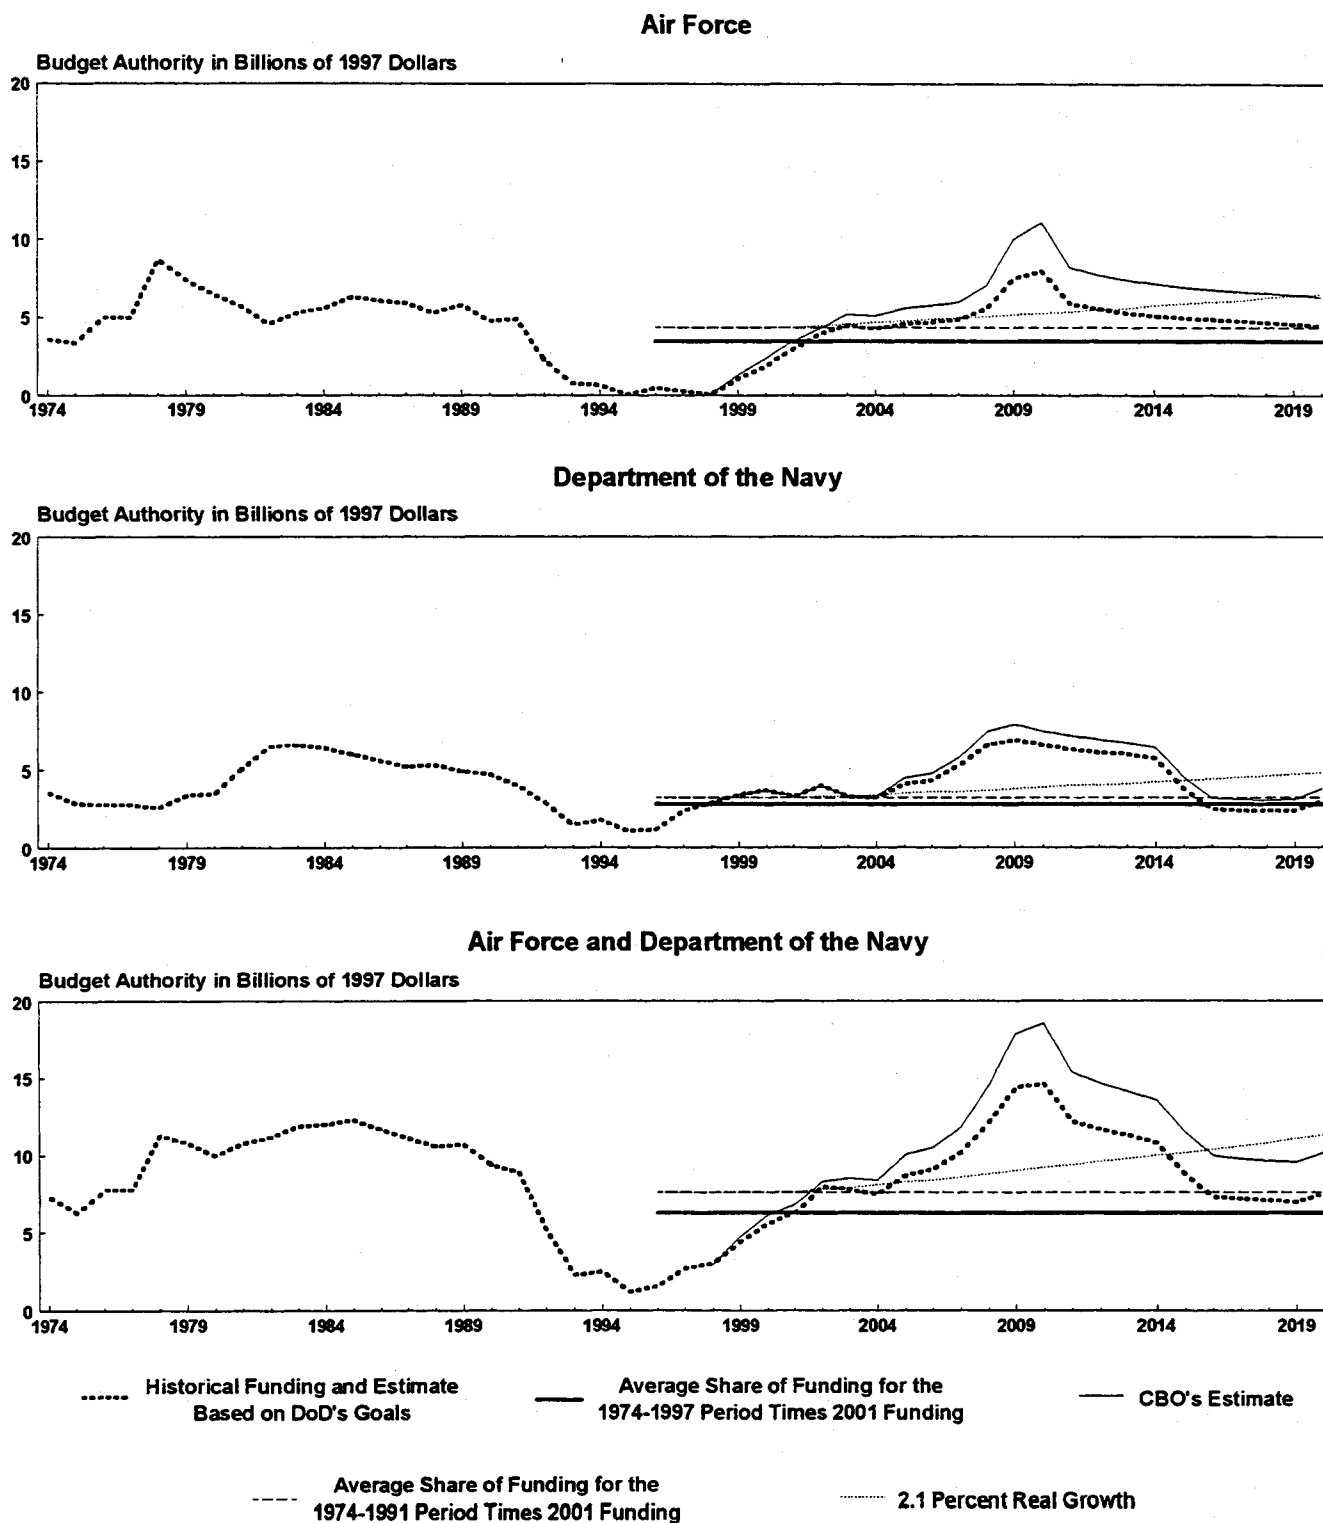 Air Force
Budget Authority in Billions of 1997 Dollars
20
15
10
5
0
1974 1979 1984 1989 1994 1999 2004 2009 2014 2019
Department of the Navy
Budget Authority in Billions of 1997 Dollars
20
15
10
5
0
1974 1979 1984 1989 1994 1999 2004 2009 2014 2019
Air Force and Department of the Navy
Budget Authority in Billions of 1997 Dollars
20
15
10
5
0
1974 1979 1984 1989 1994 1999 2004 2009 2014 2019
Historical Funding and Estimate
Based on DoD's Goals
Average Share of Funding for the
1974-1997 Period Times 2001 Funding
CBO's Estimate
Average Share of Funding for the
1974-1991 Period Times 2001 Funding
2.1 Percent Real Growth